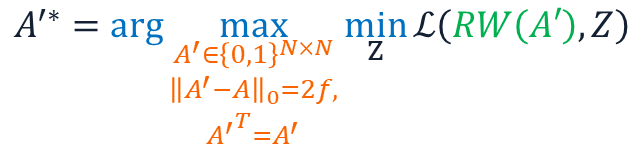 A′* = arg max min ℒ(RW(A′), Z)
A′∈{0,1}^{N×N} Z
‖A′−A‖₀=2f,
A′^T=A′